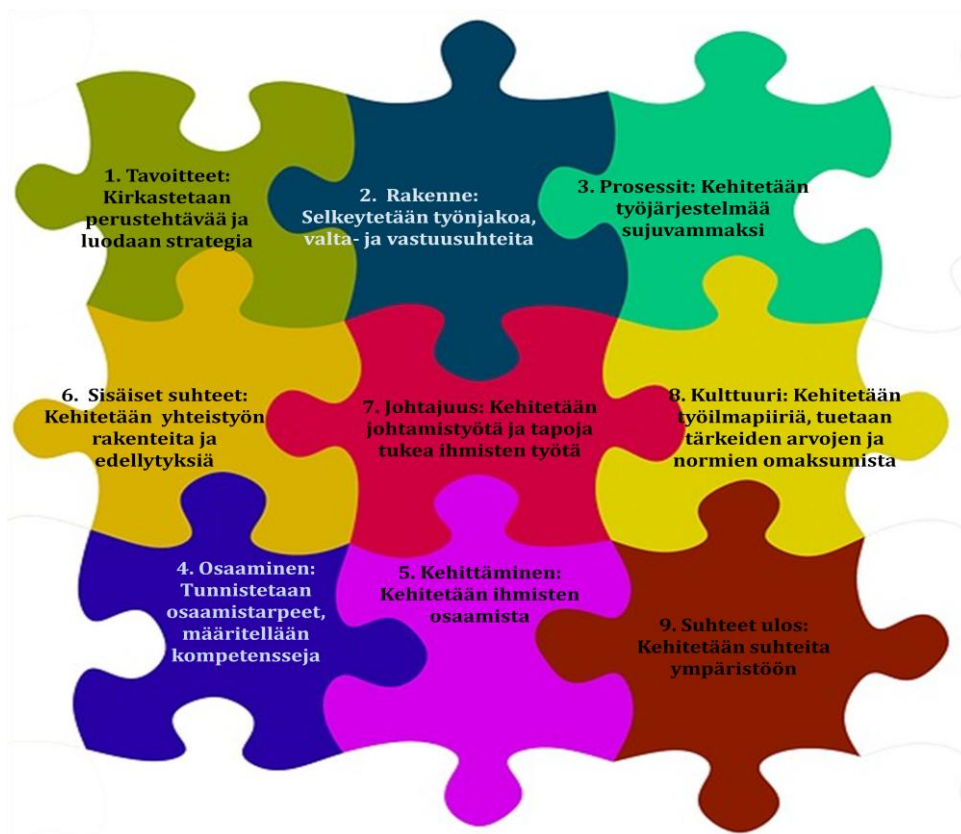 1. Tavoitteet:
Kirkastetaan
perustehtävää ja
luodaan strategia
2. Rakenne:
Selkeytetään työnjakoa,
valta- ja vastuusuhteita
3. Prosessit: Kehitetään
työjärjestelmää
sujuvammaksi
6. Sisäiset suhteet:
Kehitetään yhteistyön
rakenteita ja
edellytyksiä
7. Johtajuus: Kehitetään
johtamistyötä ja tapoja
tukea ihmisten työtä
8. Kulttuuri: Kehitetään
työilmapiiriä, tuetaan
tärkeiden arvojen ja
normien omaksumista
4. Osaaminen:
Tunnistetaan
osaamistarpeet,
määritellään
kompetensseja
5. Kehittäminen:
Kehitetään ihmisten
osaamista
9. Suhteet ulos:
Kehitetään suhteita
ympäristöön